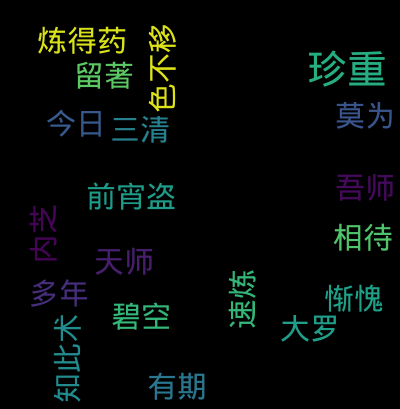 炼得药
色不移
留著
珍重
今日
三清
莫为
前宵盗
吾师
内芝
相待
天师
多年
速炼
惭愧
碧空
大罗
知此术
有期